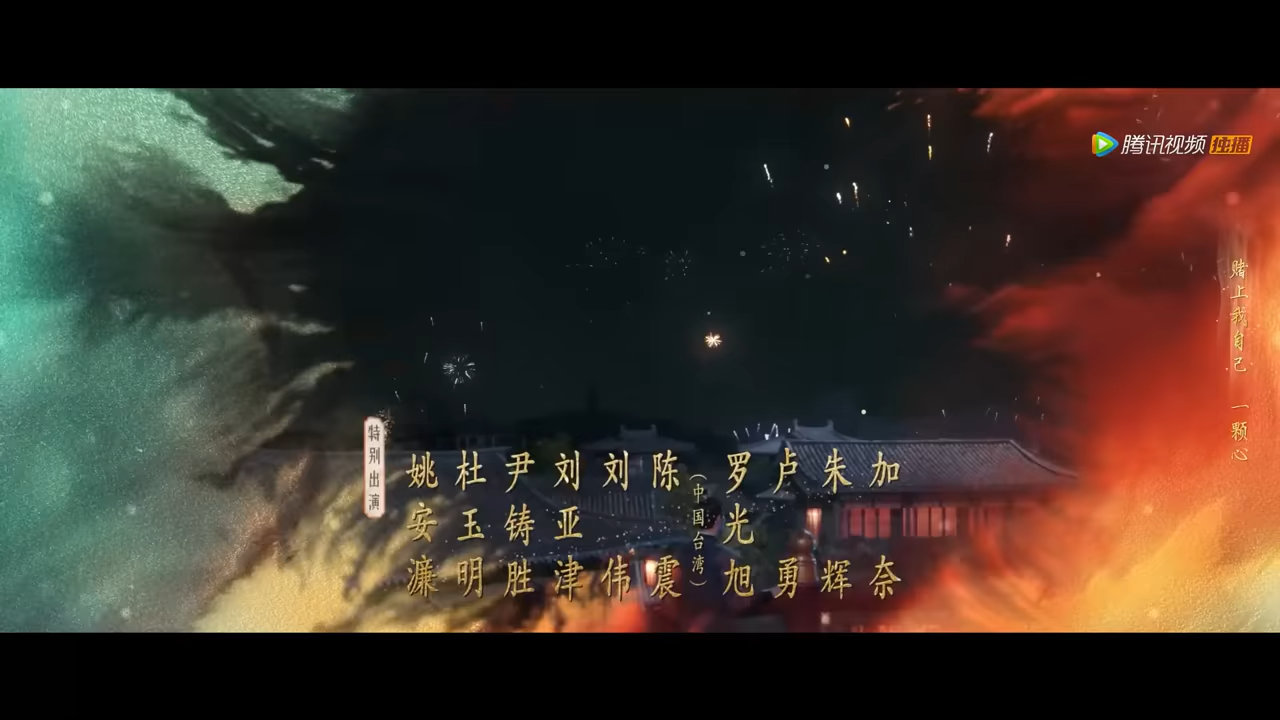 腾讯视频 独播
赌上我自己 一颗心
特别出演
姚安濂
杜玉明
尹铸胜
刘亚津
刘伟
陈震（中国台湾）
罗光旭
卢勇
朱辉
加奈